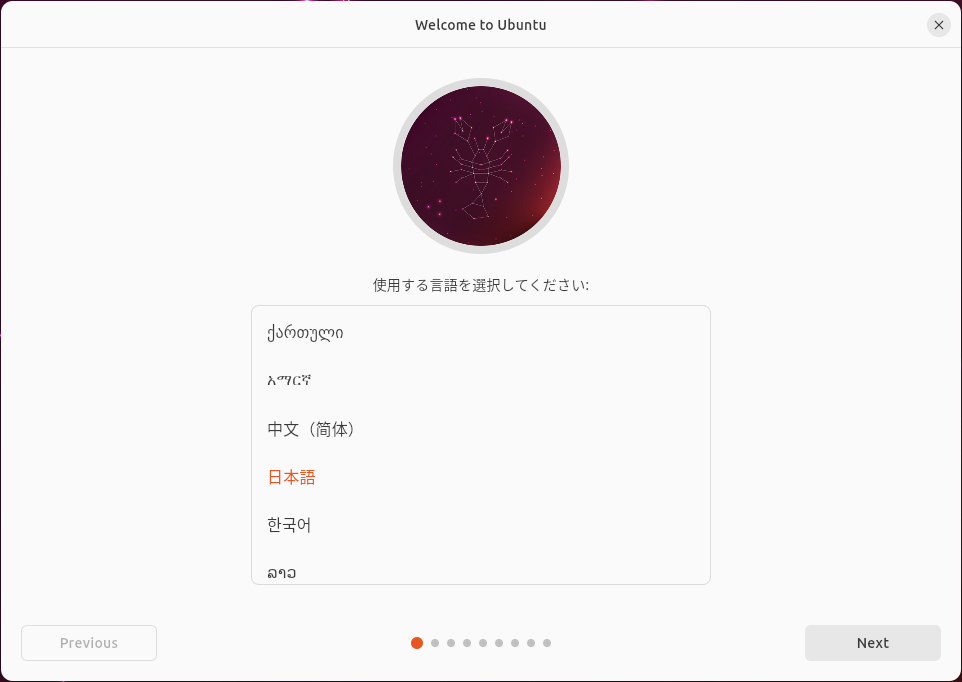 Welcome to Ubuntu
使用する言語を選択してください:
ქართული
አማርኛ
中文（简体）
日本語
한국어
ລາວ
Previous
Next